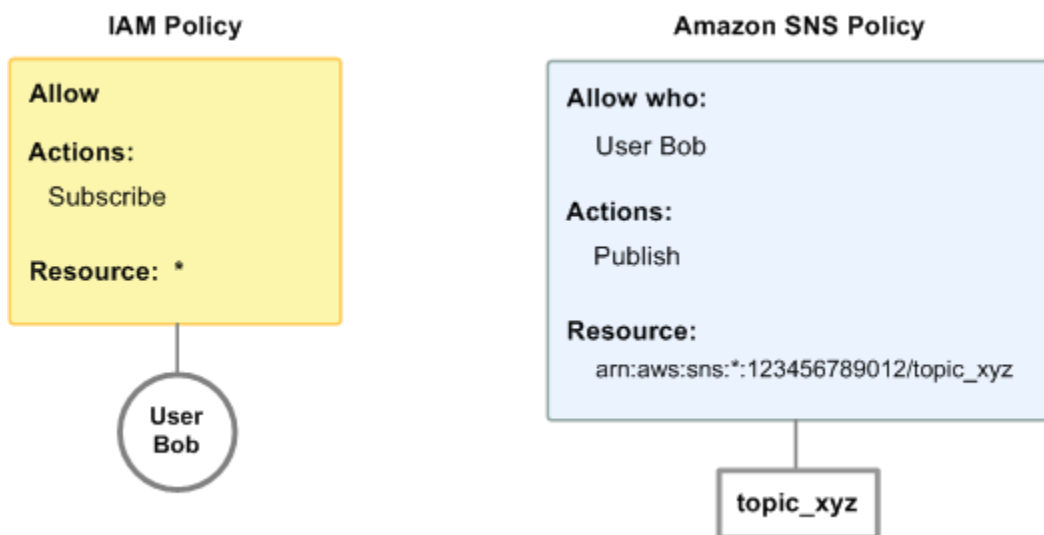 IAM Policy
Allow
Actions:
Subscribe
Resource: *
User
Bob
Amazon SNS Policy
Allow who:
User Bob
Actions:
Publish
Resource:
arn:aws:sns:*:123456789012/topic_xyz
topic_xyz